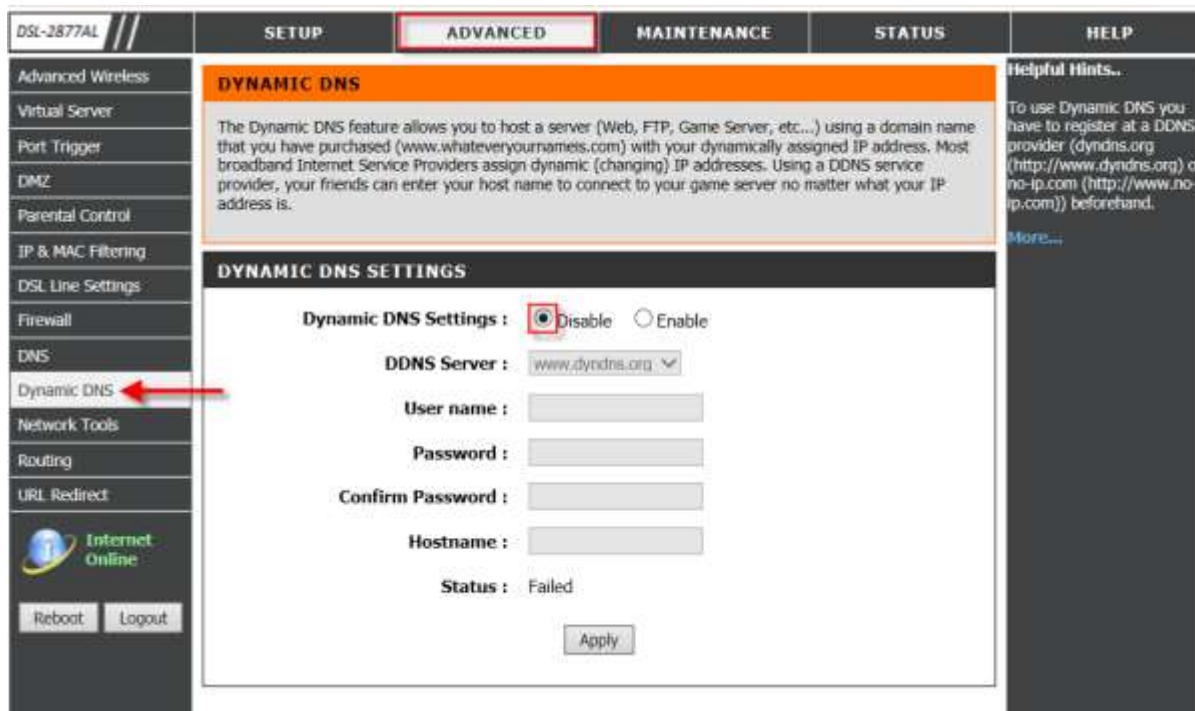 DSL-2877AL
SETUP
ADVANCED
MAINTENANCE
STATUS
HELP
Advanced Wireless
Virtual Server
Port Trigger
DMZ
Parental Control
IP & MAC Filtering
DSL Line Settings
Firewall
DNS
Dynamic DNS
Network Tools
Routing
URL Redirect
Internet
Online
Reboot
Logout
DYNAMIC DNS
The Dynamic DNS feature allows you to host a server (Web, FTP, Game Server, etc...) using a domain name
that you have purchased (www.whateveryournameis.com) with your dynamically assigned IP address. Most
broadband Internet Service Providers assign dynamic (changing) IP addresses. Using a DDNS service
provider, your friends can enter your host name to connect to your game server no matter what your IP
address is.
DYNAMIC DNS SETTINGS
Dynamic DNS Settings : Disable Enable
DDNS Server : www.dyndns.org
User name :
Password :
Confirm Password :
Hostname :
Status : Failed
Apply
Helpful Hints..
To use Dynamic DNS you
have to register at a DDNS
provider (dyndns.org
(http://www.dyndns.org)
no-ip.com (http://www.no-
ip.com)) beforehand.
More...